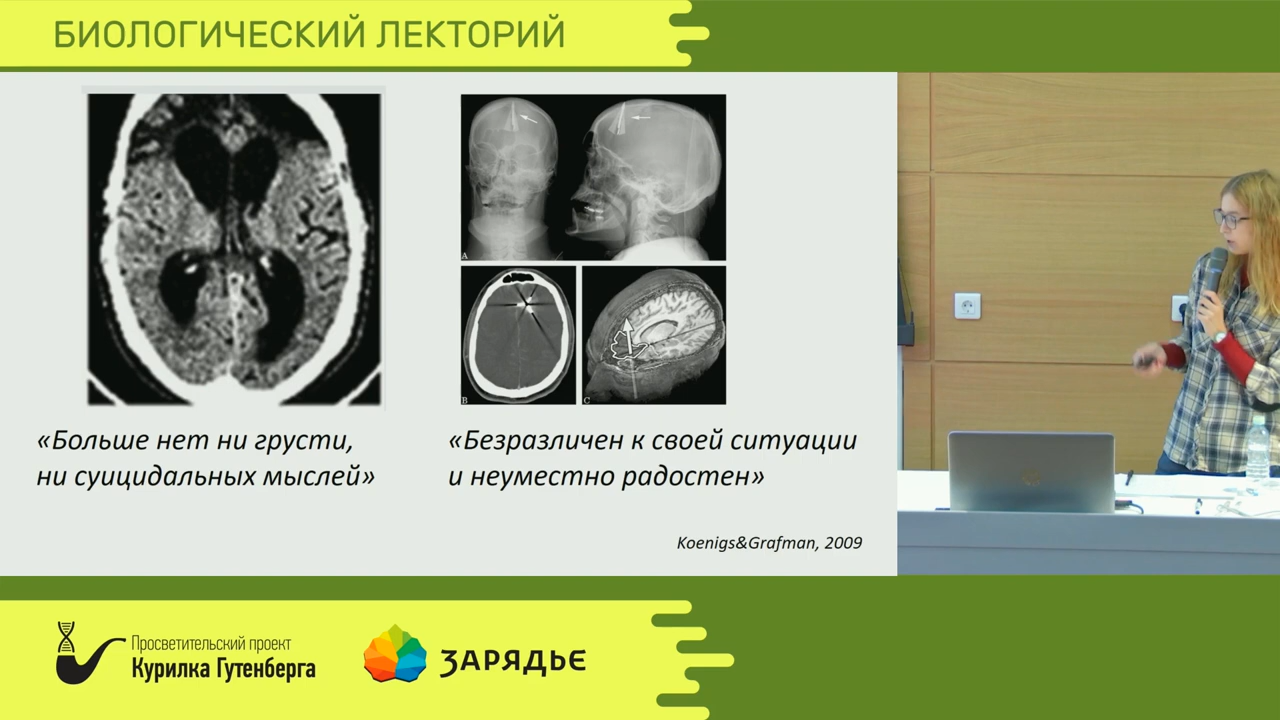 БИОЛОГИЧЕСКИЙ ЛЕКТОРИЙ
A
B
C
«Больше нет ни грусти,
ни суицидальных мыслей»
«Безразличен к своей ситуации
и неуместно радостен»
Koenigs&Grafman, 2009
Просветительский проект
Курилка Гутенберга
ЗАРЯДЬЕ